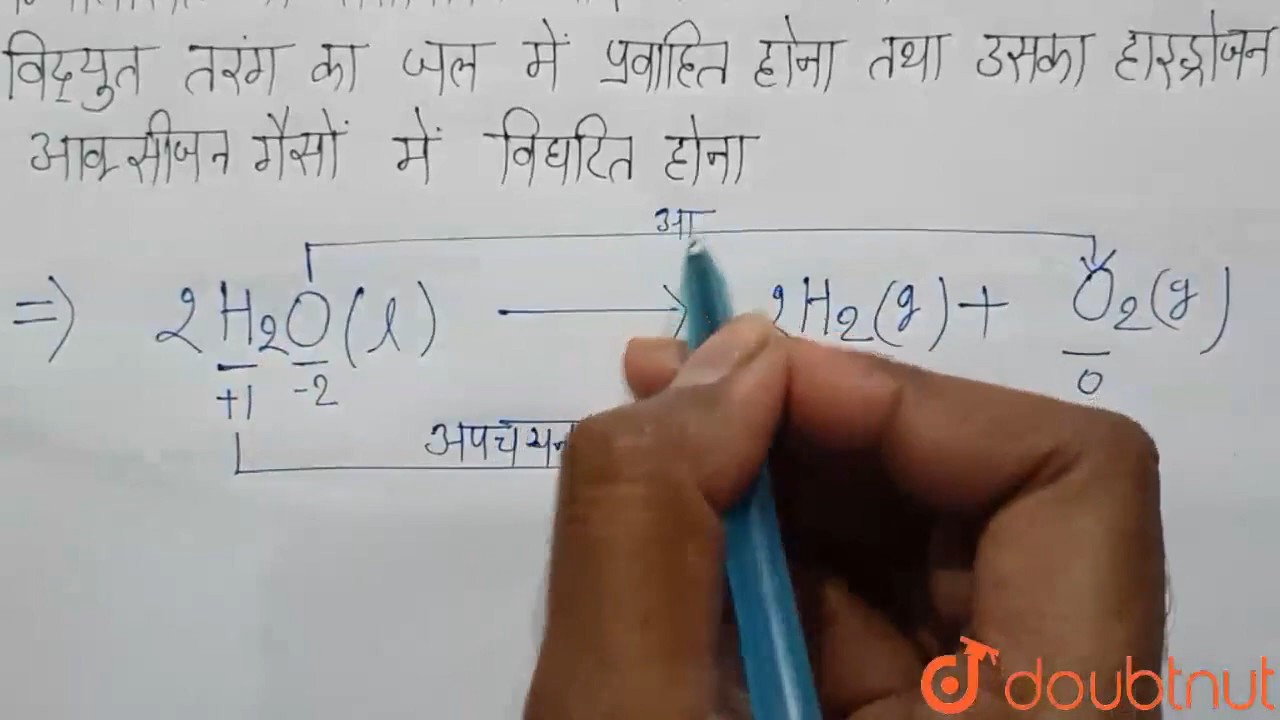 विद्युत तरंग का जल में प्रवाहित होना तथा उसका हाइड्रोजन
आक्सीजन गैसों में विघटित होना
आ
⇒ 2H₂O(l) ⟶ 2H₂(g) + O₂(g)
+1 -2 0
अपचयन
doubtnut